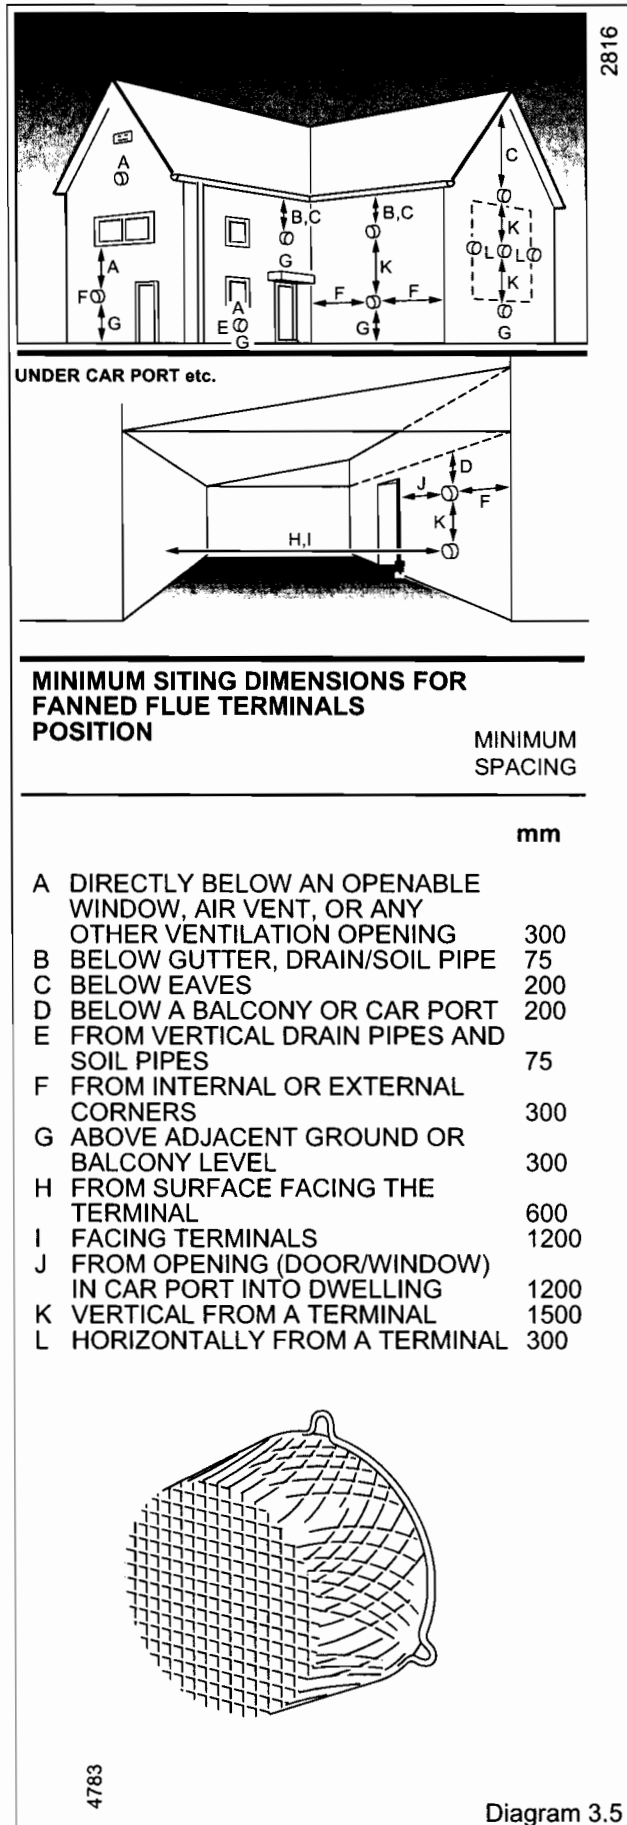 2816
A
B,C
B,C
C
K
A
G
K
L
L
F
F
F
K
G
A
E
G
G
G
UNDER CAR PORT etc.
D
J
F
K
H,I
MINIMUM SITING DIMENSIONS FOR
FANNED FLUE TERMINALS
POSITION
MINIMUM
SPACING
mm
A DIRECTLY BELOW AN OPENABLE
WINDOW, AIR VENT, OR ANY
OTHER VENTILATION OPENING 300
B BELOW GUTTER, DRAIN/SOIL PIPE 75
C BELOW EAVES 200
D BELOW A BALCONY OR CAR PORT 200
E FROM VERTICAL DRAIN PIPES AND
SOIL PIPES 75
F FROM INTERNAL OR EXTERNAL
CORNERS 300
G ABOVE ADJACENT GROUND OR
BALCONY LEVEL 300
H FROM SURFACE FACING THE
TERMINAL 600
I FACING TERMINALS 1200
J FROM OPENING (DOOR/WINDOW)
IN CAR PORT INTO DWELLING 1200
K VERTICAL FROM A TERMINAL 1500
L HORIZONTALLY FROM A TERMINAL 300
4783
Diagram 3.5